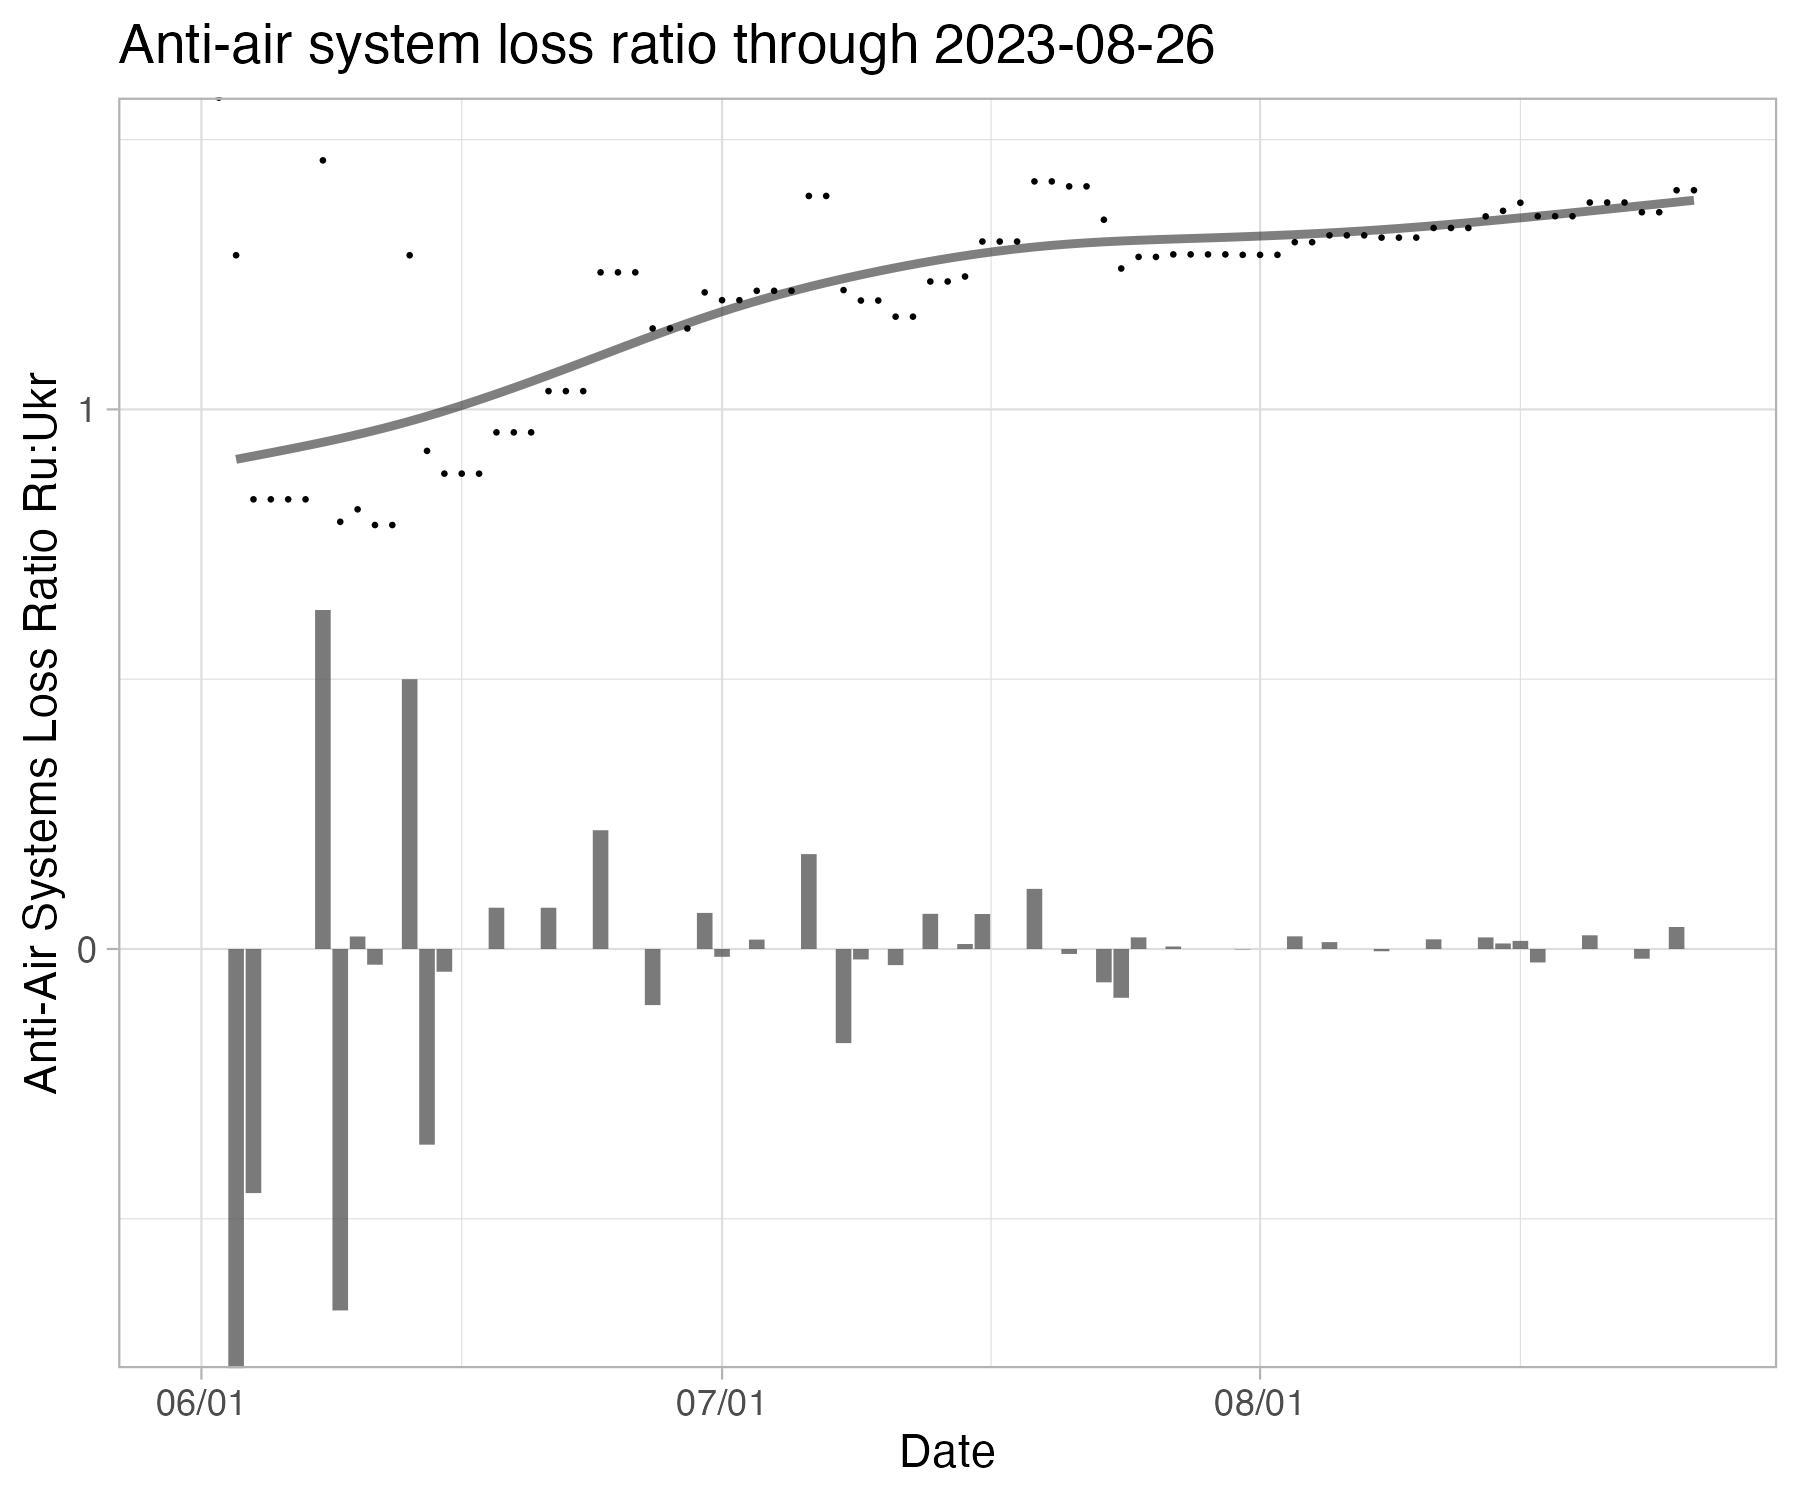 Anti-air system loss ratio through 2023-08-26
Anti-Air Systems Loss Ratio Ru:Ukr
1
0
06/01
07/01
08/01
Date